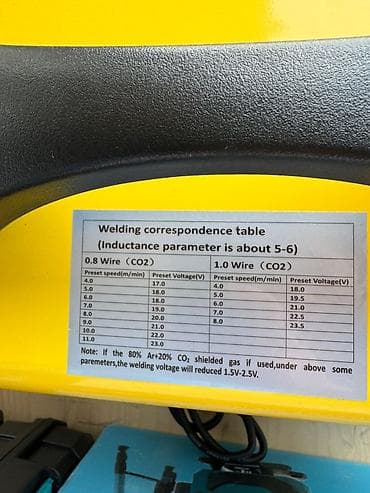 Welding correspondence table
(Inductance parameter is about 5-6)
0.8 Wire（CO2） 1.0 Wire（CO2）
Preset speed(m/min) Preset Voltage(V) Preset speed(m/min) Preset Voltage(V)
4.0 17.0 4.0 18.0
5.0 18.0 5.0 19.5
6.0 18.0 6.0 21.0
7.0 19.0 7.0 22.5
8.0 20.0 8.0 23.5
9.0 21.0
10.0 22.0
11.0 23.0
Note: If the 80% Ar+20% CO₂ shielded gas if used,under above some
paremeters,the welding voltage will reduced 1.5V-2.5V.